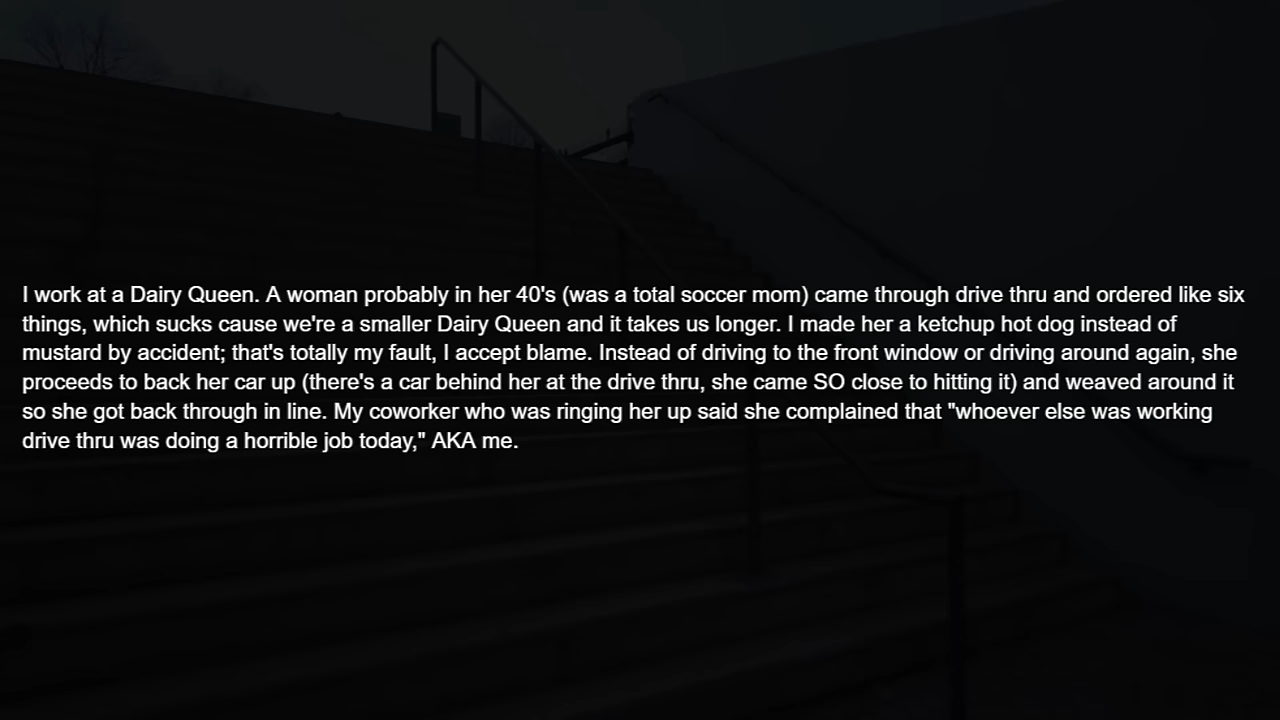 I work at a Dairy Queen. A woman probably in her 40's (was a total soccer mom) came through drive thru and ordered like six
things, which sucks cause we're a smaller Dairy Queen and it takes us longer. I made her a ketchup hot dog instead of
mustard by accident; that's totally my fault, I accept blame. Instead of driving to the front window or driving around again, she
proceeds to back her car up (there's a car behind her at the drive thru, she came SO close to hitting it) and weaved around it
so she got back through in line. My coworker who was ringing her up said she complained that "whoever else was working
drive thru was doing a horrible job today," AKA me.